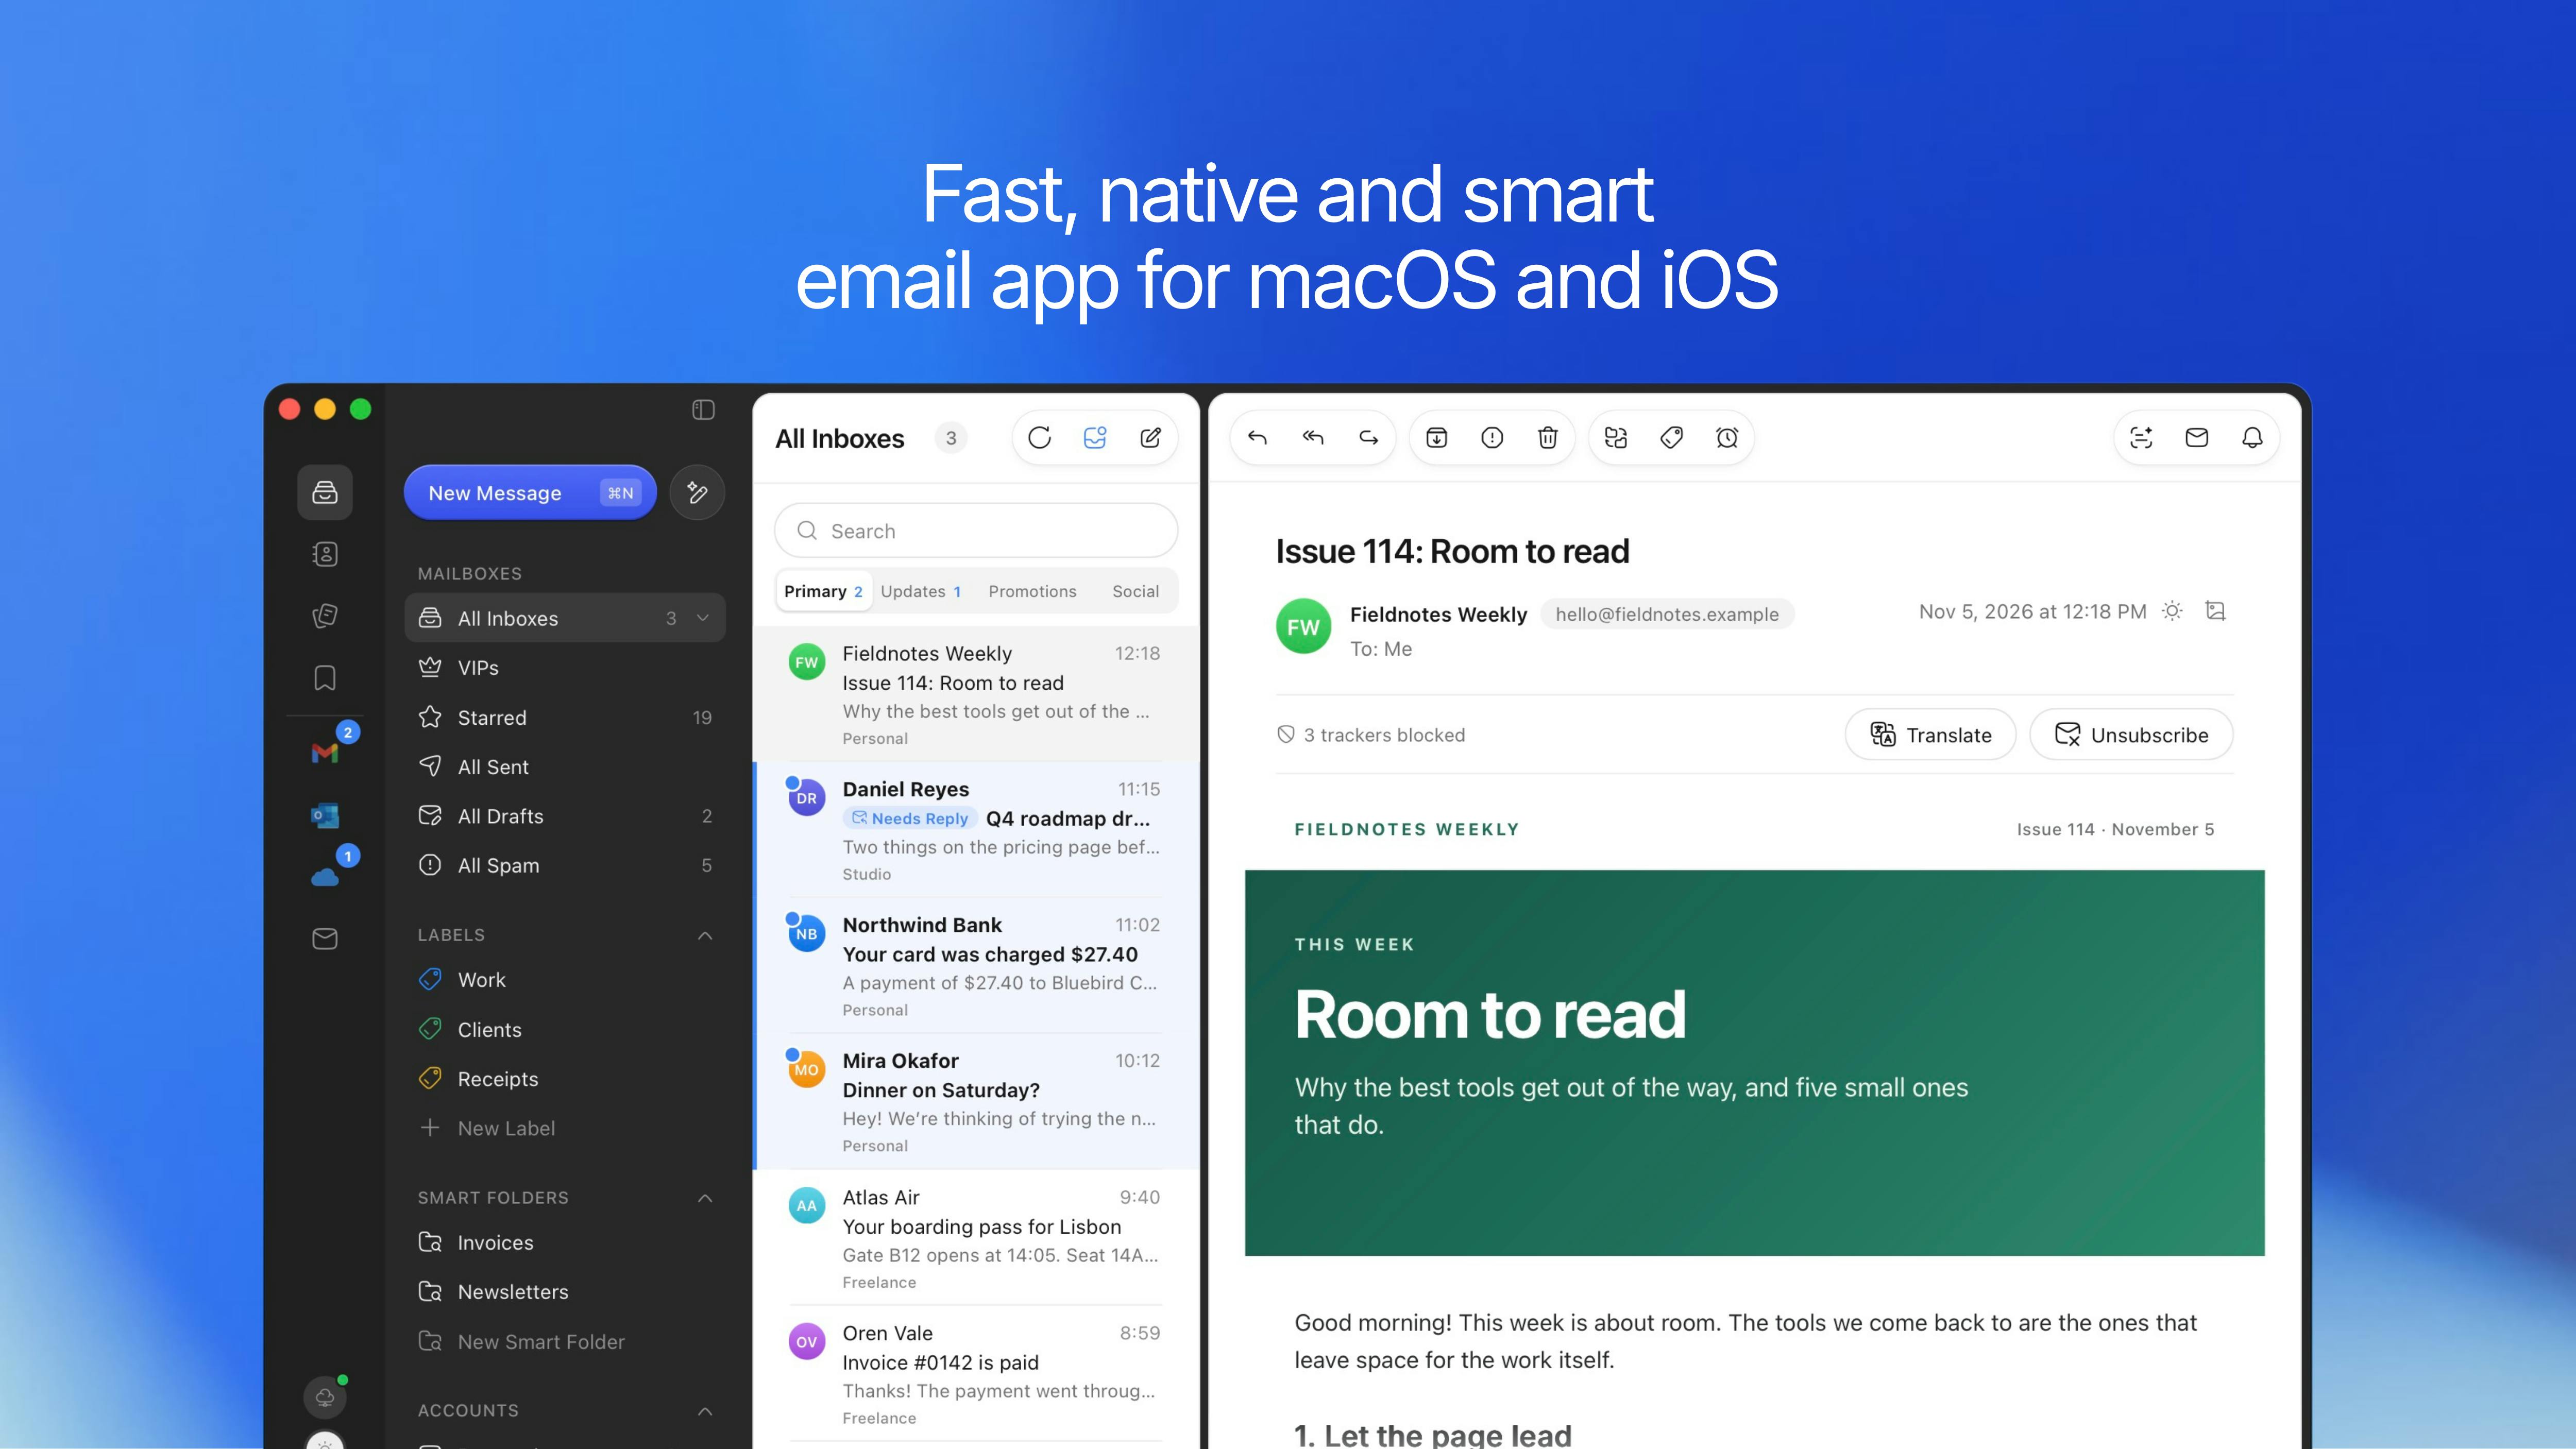 Fast, native and smart
email app for macOS and iOS
New Message ⌘N
MAILBOXES
All Inboxes 3
VIPs
Starred 19
All Sent
All Drafts 2
All Spam 5
2
1
LABELS
Work
Clients
Receipts
New Label
SMART FOLDERS
Invoices
Newsletters
New Smart Folder
ACCOUNTS
All Inboxes 3
Search
Primary 2 Updates 1 Promotions Social
FW Fieldnotes Weekly 12:18
Issue 114: Room to read
Why the best tools get out of the ...
Personal
DR Daniel Reyes 11:15
Needs Reply Q4 roadmap dr...
Two things on the pricing page bef...
Studio
NB Northwind Bank 11:02
Your card was charged $27.40
A payment of $27.40 to Bluebird C...
Personal
MO Mira Okafor 10:12
Dinner on Saturday?
Hey! We’re thinking of trying the n...
Personal
AA Atlas Air 9:40
Your boarding pass for Lisbon
Gate B12 opens at 14:05. Seat 14A...
Freelance
OV Oren Vale 8:59
Invoice #0142 is paid
Thanks! The payment went throug...
Freelance
Issue 114: Room to read
FW Fieldnotes Weekly hello@fieldnotes.example Nov 5, 2026 at 12:18 PM
To: Me
3 trackers blocked Translate Unsubscribe
FIELDNOTES WEEKLY Issue 114 · November 5
THIS WEEK
Room to read
Why the best tools get out of the way, and five small ones
that do.
Good morning! This week is about room. The tools we come back to are the ones that
leave space for the work itself.
1. Let the page lead